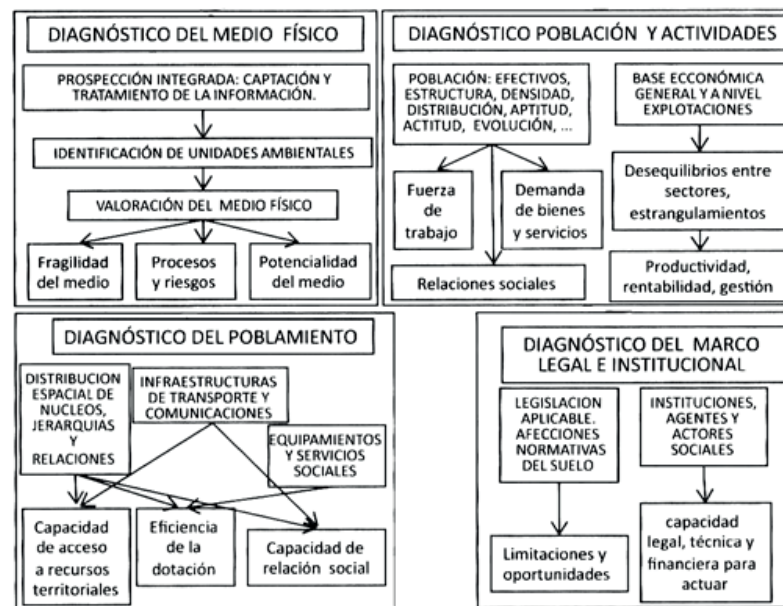 DIAGNÓSTICO DEL MEDIO FÍSICO
PROSPECCIÓN INTEGRADA: CAPTACIÓN Y
TRATAMIENTO DE LA INFORMACIÓN.
IDENTIFICACIÓN DE UNIDADES AMBIENTALES
VALORACIÓN DEL MEDIO FÍSICO
Fragilidad
del medio
Procesos
y riesgos
Potencialidad
del medio
DIAGNÓSTICO POBLACIÓN Y ACTIVIDADES
POBLACIÓN: EFECTIVOS,
ESTRUCTURA, DENSIDAD,
DISTRIBUCIÓN, APTITUD,
ACTITUD, EVOLUCIÓN, ...
Fuerza
de
trabajo
Demanda
de bienes
y servicios
Relaciones sociales
BASE ECCONÓMICA
GENERAL Y A NIVEL
EXPLOTACIONES
Desequilibrios entre
sectores,
estrangulamientos
Productividad,
rentabilidad, gestión
DIAGNÓSTICO DEL POBLAMIENTO
DISTRIBUCION
ESPACIAL DE
NUCLEOS,
JERARQUIAS
Y
RELACIONES
INFRAESTRUCTURAS
DE TRANSPORTE Y
COMUNICACIONES
EQUIPAMIENTOS
Y SERVICIOS
SOCIALES
Capacidad
de acceso
a recursos
territoriales
Eficiencia
de la
dotación
Capacidad de
relación social
DIAGNÓSTICO DEL MARCO
LEGAL E INSTITUCIONAL
LEGISLACION
APLICABLE.
AFECCIONES
NORMATIVAS
DEL SUELO
Limitaciones y
oportunidades
INSTITUCIONES,
AGENTES Y
ACTORES
SOCIALES
capacidad
legal, técnica y
financiera para
actuar